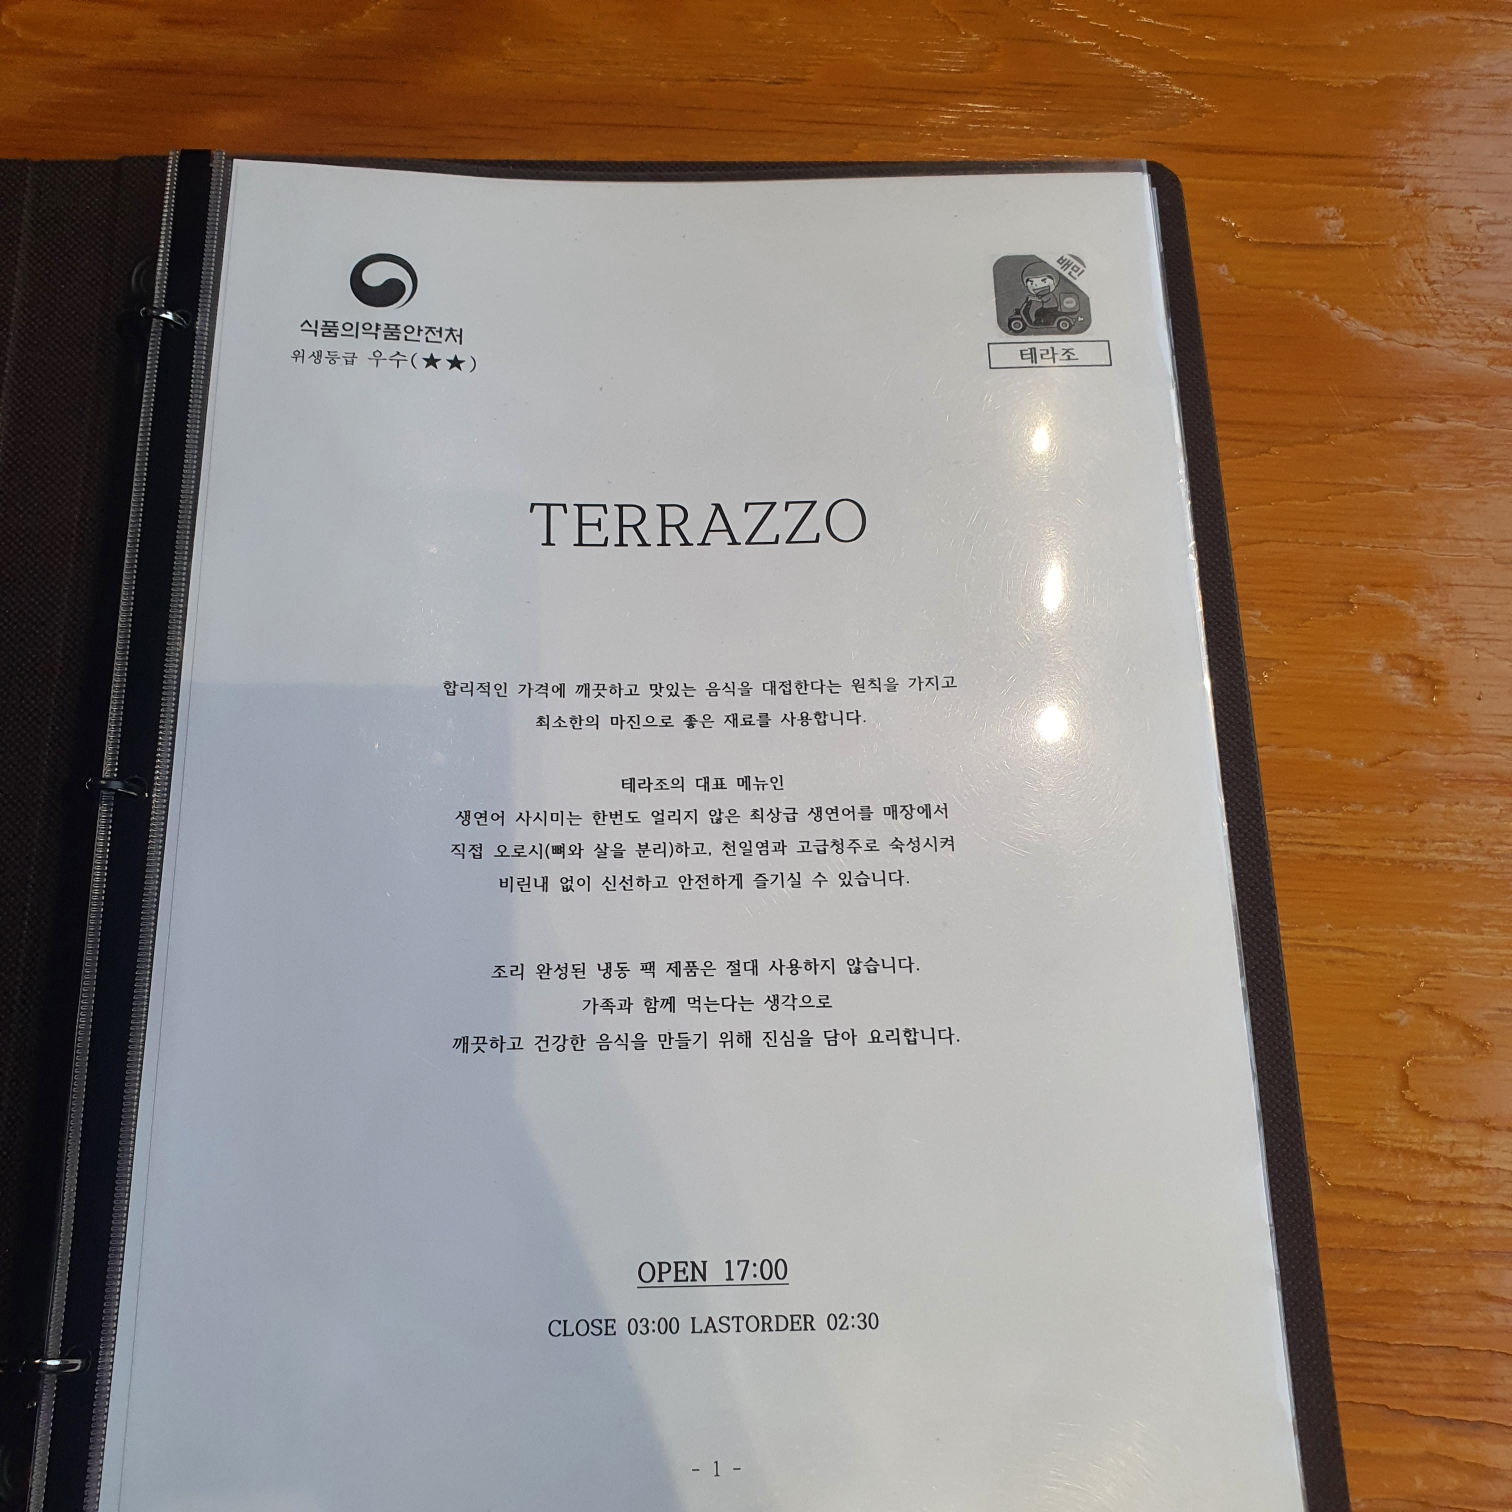 식품의약품안전처
위생등급 우수(★★)
배민
테라조
TERRAZZO
합리적인 가격에 깨끗하고 맛있는 음식을 대접한다는 원칙을 가지고
최소한의 마진으로 좋은 재료를 사용합니다.
테라조의 대표 메뉴인
생연어 사시미는 한번도 얼리지 않은 최상급 생연어를 매장에서
직접 오로시(뼈와 살을 분리)하고, 천일염과 고급청주로 숙성시켜
비린내 없이 신선하고 안전하게 즐기실 수 있습니다.
조리 완성된 냉동 팩 제품은 절대 사용하지 않습니다.
가족과 함께 먹는다는 생각으로
깨끗하고 건강한 음식을 만들기 위해 진심을 담아 요리합니다.
OPEN 17:00
CLOSE 03:00 LASTORDER 02:30
- 1 -